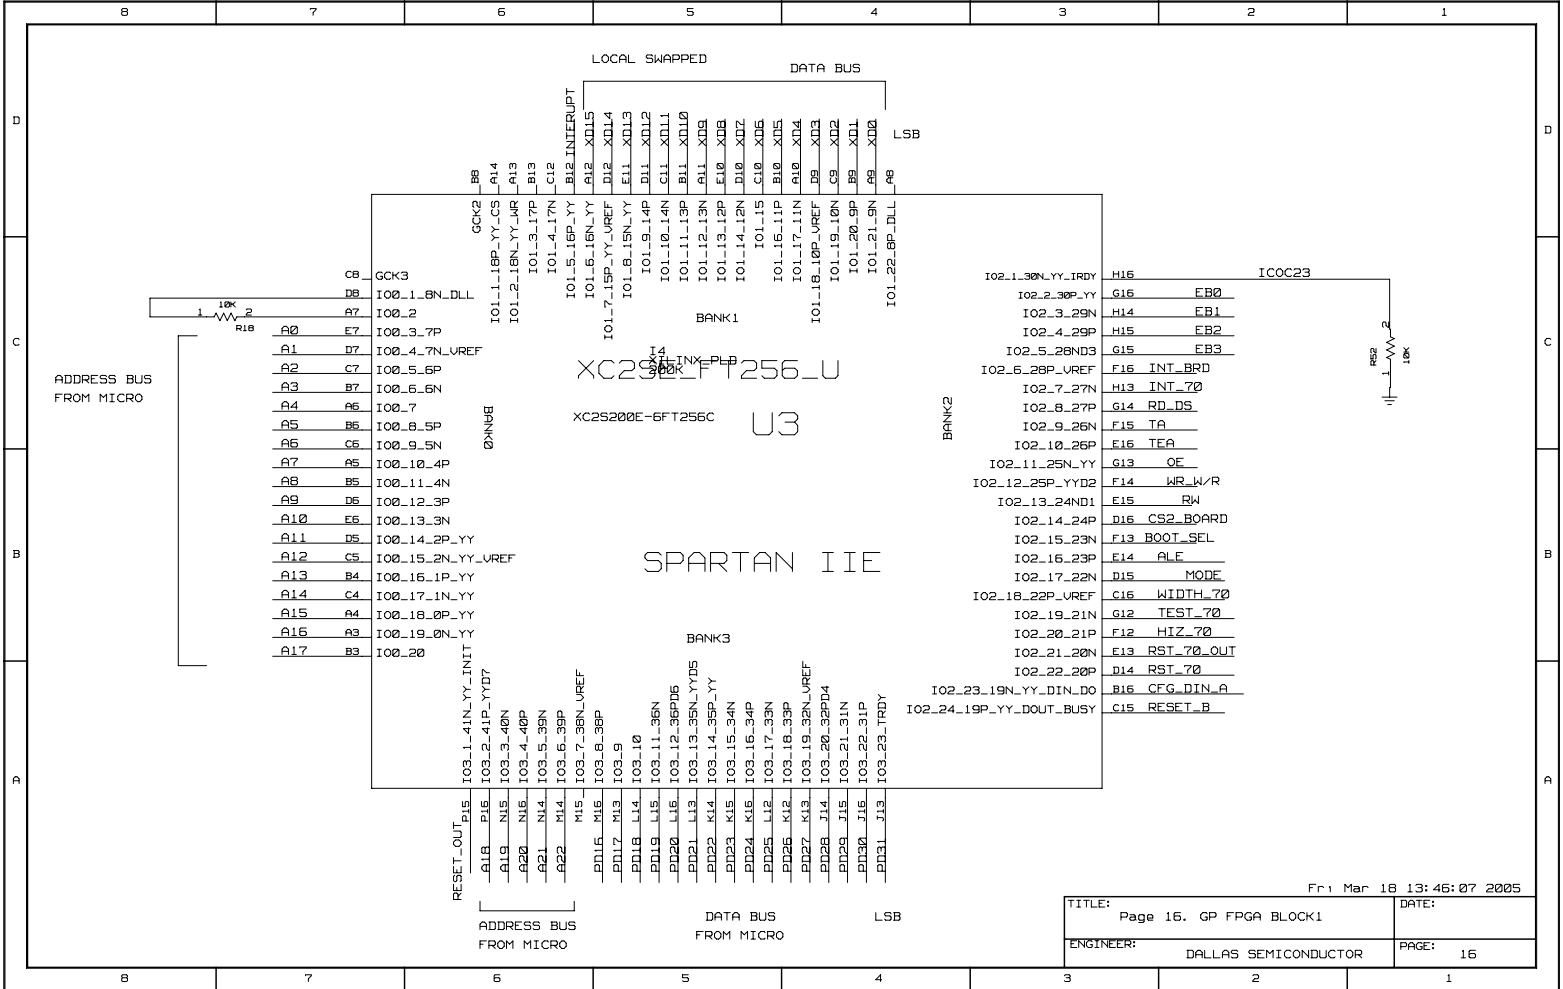 8 7 6 5 4 3 2 1
LOCAL SWAPPED
DATA BUS
LSB
INTERUPT XD15 XD14 XD13 XD12 XD11 XD10 XD9 XD8 XD7 XD6 XD5 XD4 XD3 XD2 XD1 XD0
B8 A14 A13 B13 C12 B12 A12 D12 E11 D11 C11 B11 A11 E10 D10 C10 B10 A10 D9 C9 B9 A9 A8
GCK2
IO1_1_18P_YY_CS
IO1_2_18N_YY_WR
IO1_3_17P
IO1_4_17N
IO1_5_16P_YY
IO1_6_16N_YY
IO1_7_15P_YY_VREF
IO1_8_15N_YY
IO1_9_14P
IO1_10_14N
IO1_11_13P
IO1_12_13N
IO1_13_12P
IO1_14_12N
IO1_15
IO1_16_11P
IO1_17_11N
IO1_18_10P_VREF
IO1_19_10N
IO1_20_9P
IO1_21_9N
IO1_22_8P_DLL
D
C
B
A
D
C
B
A
C8 GCK3
D8 IO0_1_8N_DLL
1 10K 2 A7 IO0_2
R18
A0 E7 IO0_3_7P
A1 D7 IO0_4_7N_VREF
A2 C7 IO0_5_6P
A3 B7 IO0_6_6N
A4 A6 IO0_7
A5 B6 IO0_8_5P
A6 C6 IO0_9_5N
A7 A5 IO0_10_4P
A8 B5 IO0_11_4N
A9 D6 IO0_12_3P
A10 E6 IO0_13_3N
A11 D5 IO0_14_2P_YY
A12 C5 IO0_15_2N_YY_VREF
A13 B4 IO0_16_1P_YY
A14 C4 IO0_17_1N_YY
A15 A4 IO0_18_0P_YY
A16 A3 IO0_19_0N_YY
A17 B3 IO0_20
ADDRESS BUS
FROM MICRO
BANK1
I4
XILINX_PLD
200K
XC2SE_FT256_U
XC2S200E-6FT256C
U3
BANK0
BANK2
SPARTAN IIE
BANK3
IO2_1_30N_YY_IRDY H16 ICOC23
IO2_2_30P_YY G16 EB0
IO2_3_29N H14 EB1
IO2_4_29P H15 EB2
IO2_5_28ND3 G15 EB3
IO2_6_28P_VREF F16 INT_BRD
IO2_7_27N H13 INT_70
IO2_8_27P G14 RD_DS
IO2_9_26N F15 TA
IO2_10_26P E16 TEA
IO2_11_25N_YY G13 OE
IO2_12_25P_YYD2 F14 WR_W/R
IO2_13_24ND1 E15 RW
IO2_14_24P D16 CS2_BOARD
IO2_15_23N F13 BOOT_SEL
IO2_16_23P E14 ALE
IO2_17_22N D15 MODE
IO2_18_22P_VREF C16 WIDTH_70
IO2_19_21N G12 TEST_70
IO2_20_21P F12 HIZ_70
IO2_21_20N E13 RST_70_OUT
IO2_22_20P D14 RST_70
IO2_23_19N_YY_DIN_D0 B16 CFG_DIN_A
IO2_24_19P_YY_DOUT_BUSY C15 RESET_B
R52
1 2
10K
IO3_1_41N_YY_INIT P15 RESET_OUT
IO3_2_41P_YYD7 P16 A18
IO3_3_40N N15 A19
IO3_4_40P N16 A20
IO3_5_39N N14 A21
IO3_6_39P M14 A22
IO3_7_38N_VREF M15
IO3_8_38P M16 PD16
IO3_9 M13 PD17
IO3_10 L14 PD18
IO3_11_36N L15 PD19
IO3_12_36PD6 L16 PD20
IO3_13_35N_YYD5 L13 PD21
IO3_14_35P_YY K14 PD22
IO3_15_34N K15 PD23
IO3_16_34P K16 PD24
IO3_17_33N L12 PD25
IO3_18_33P K12 PD26
IO3_19_32N_VREF K13 PD27
IO3_20_32PD4 J14 PD28
IO3_21_31N J15 PD29
IO3_22_31P J16 PD30
IO3_23_TRDY J13 PD31
ADDRESS BUS
FROM MICRO
DATA BUS
FROM MICRO
LSB
Fri Mar 18 13:46:07 2005
TITLE:
Page 16. GP FPGA BLOCK1
DATE:
ENGINEER:
DALLAS SEMICONDUCTOR
PAGE:
16
8 7 6 5 4 3 2 1